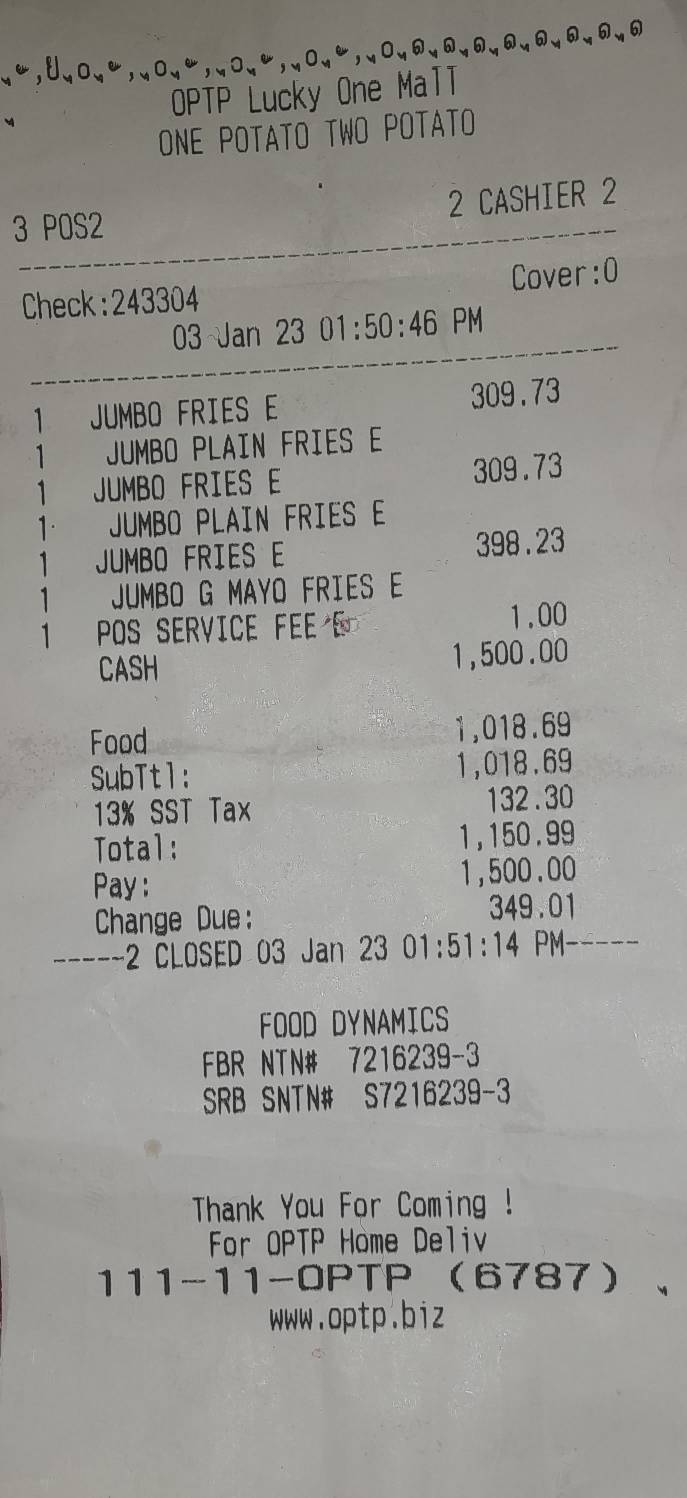 OPTP Lucky One Mall
ONE POTATO TWO POTATO
3 POS2 2 CASHIER 2
Check:243304 Cover:0
03 Jan 23 01:50:46 PM
1 JUMBO FRIES E 309.73
1 JUMBO PLAIN FRIES E
1 JUMBO FRIES E 309.73
1 JUMBO PLAIN FRIES E
1 JUMBO FRIES E 398.23
1 JUMBO G MAYO FRIES E
1 POS SERVICE FEE E 1.00
CASH 1,500.00
Food 1,018.69
SubTtl: 1,018.69
13% SST Tax 132.30
Total: 1,150.99
Pay: 1,500.00
Change Due: 349.01
-----2 CLOSED 03 Jan 23 01:51:14 PM-----
FOOD DYNAMICS
FBR NTN# 7216239-3
SRB SNTN# S7216239-3
Thank You For Coming !
For OPTP Home Deliv
111-11-OPTP (6787)
www.optp.biz